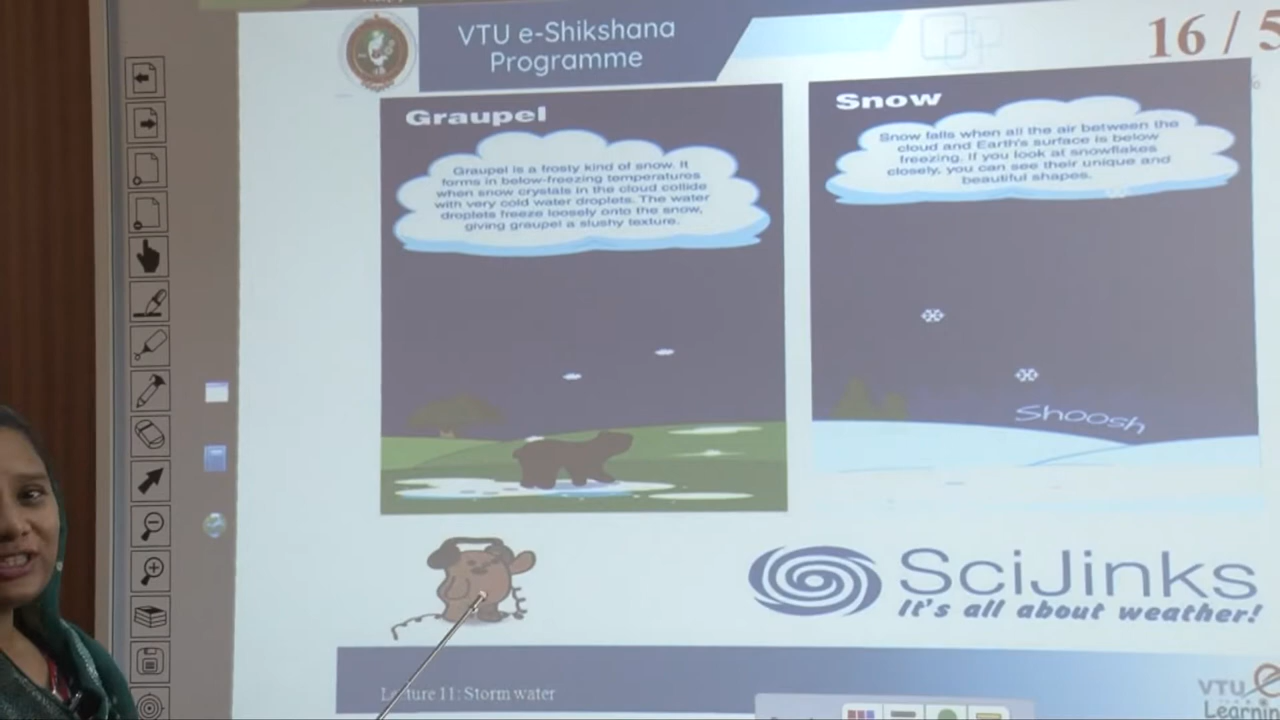 VTU e-Shikshana
Programme
16 / 5
Graupel
Graupel is a frosty kind of snow. It
forms in below-freezing temperatures
when snow crystals in the cloud collide
with very cold water droplets. The water
droplets freeze loosely onto the snow,
giving graupel a slushy texture.
Snow
Snow falls when all the air between the
cloud and Earth's surface is below
freezing. If you look at snowflakes
closely, you can see their unique and
beautiful shapes.
Shoosh
SciJinks
It's all about weather!
Lecture 11: Storm water
VTU
Learnin